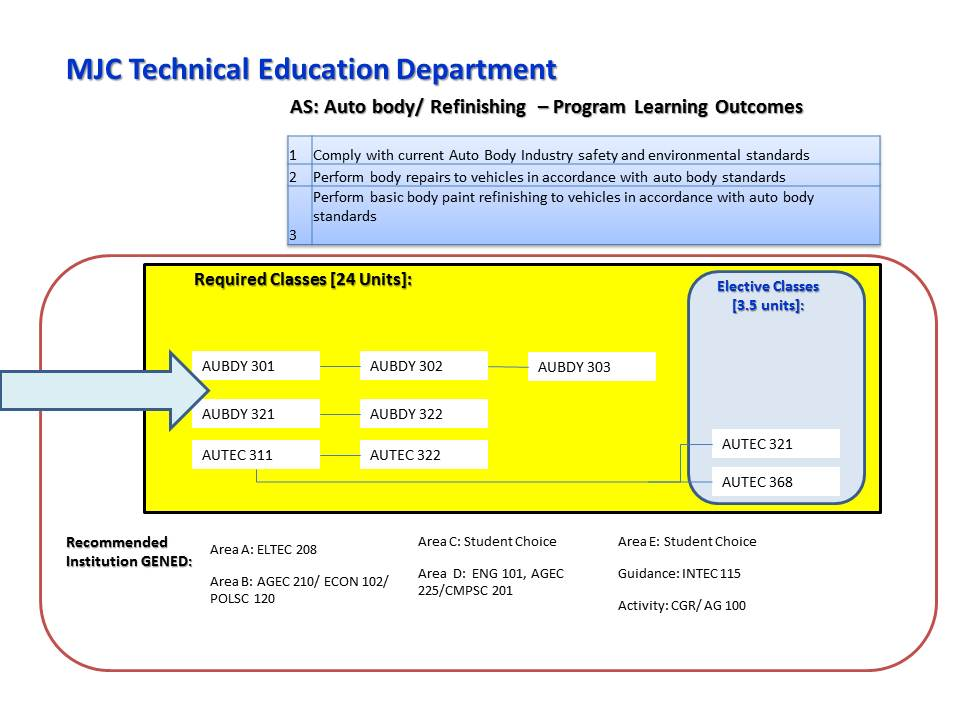 MJC Technical Education Department
AS: Auto body/ Refinishing – Program Learning Outcomes
1 Comply with current Auto Body Industry safety and environmental standards
2 Perform body repairs to vehicles in accordance with auto body standards
Perform basic body paint refinishing to vehicles in accordance with auto body
standards
3
Required Classes [24 Units]:
Elective Classes
[3.5 units]:
AUBDY 301
AUBDY 302
AUBDY 303
AUBDY 321
AUBDY 322
AUTEC 311
AUTEC 322
AUTEC 321
AUTEC 368
Recommended
Institution GENED:
Area A: ELTEC 208
Area B: AGEC 210/ ECON 102/
POLSC 120
Area C: Student Choice
Area D: ENG 101, AGEC
225/CMPSC 201
Area E: Student Choice
Guidance: INTEC 115
Activity: CGR/ AG 100